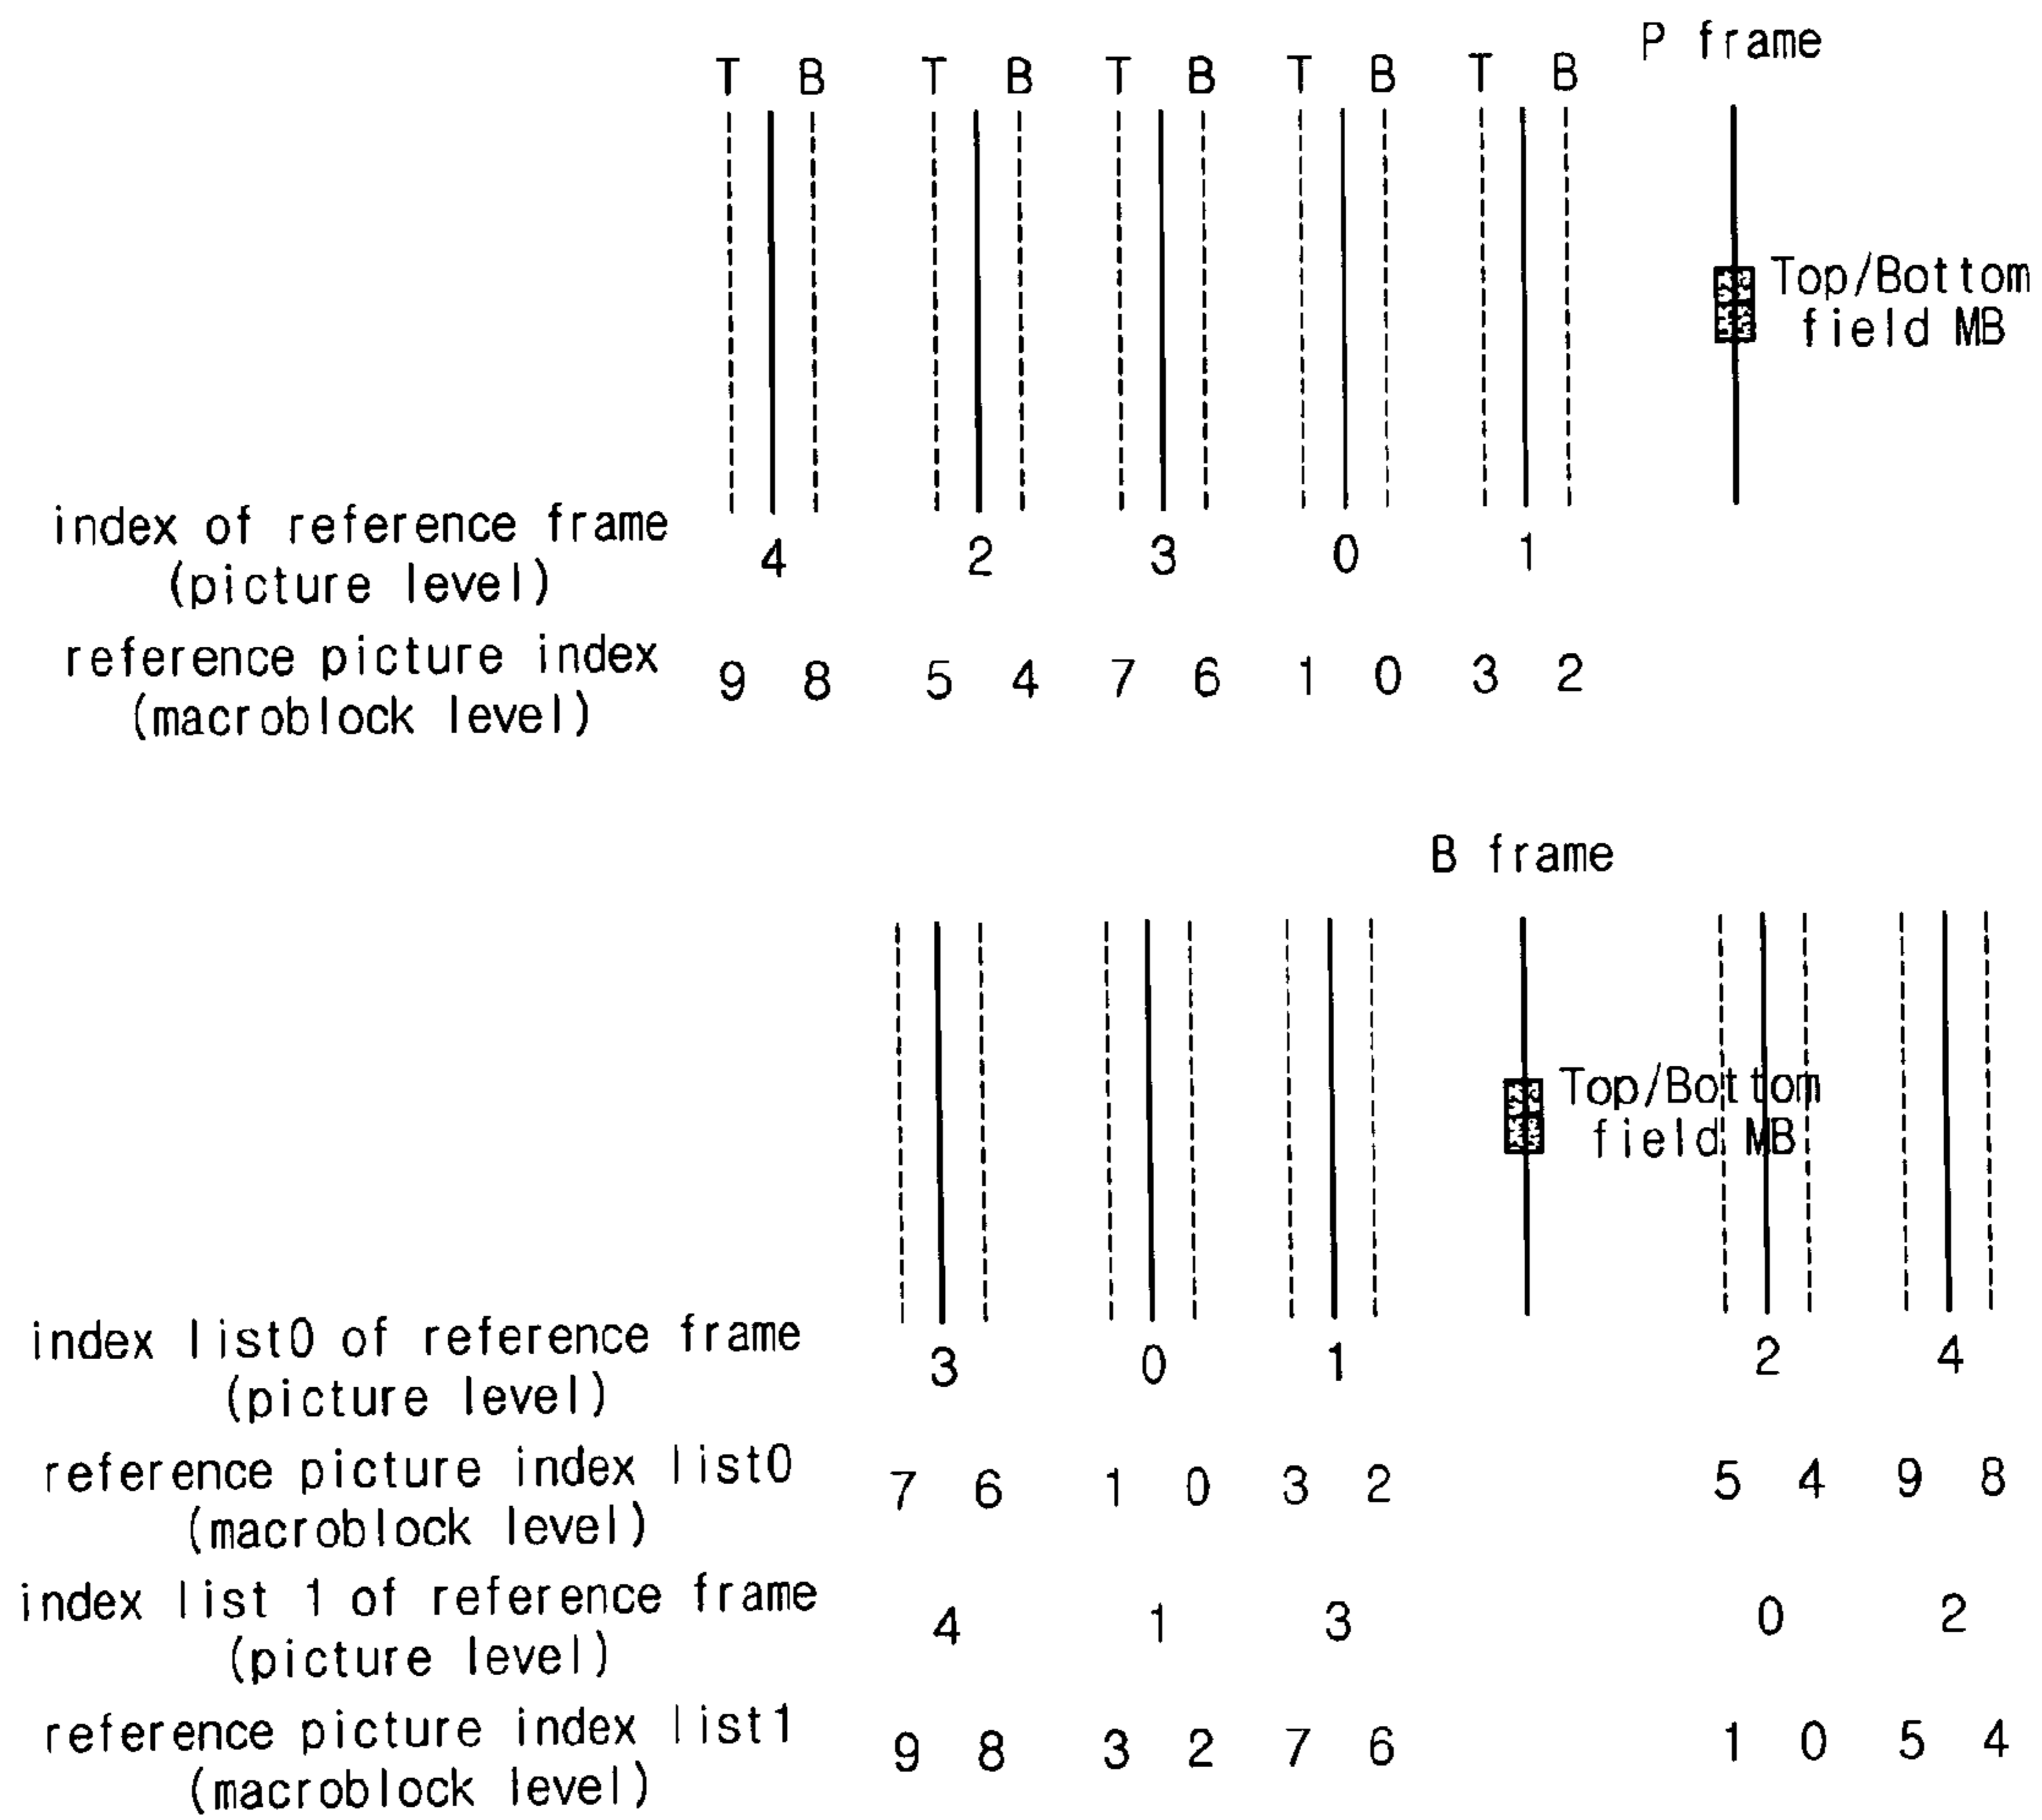 P frame
T B T B T B T B T B
Top/Bottom
field MB
index of reference frame
(picture level)
4 2 3 0 1
reference picture index
(macroblock level)
9 8 5 4 7 6 1 0 3 2
B frame
Top/Bottom
field MB
index list0 of reference frame
(picture level)
3 0 1 2 4
reference picture index list0
(macroblock level)
7 6 1 0 3 2 5 4 9 8
index list 1 of reference frame
(picture level)
4 1 3 0 2
reference picture index list1
(macroblock level)
9 8 3 2 7 6 1 0 5 4